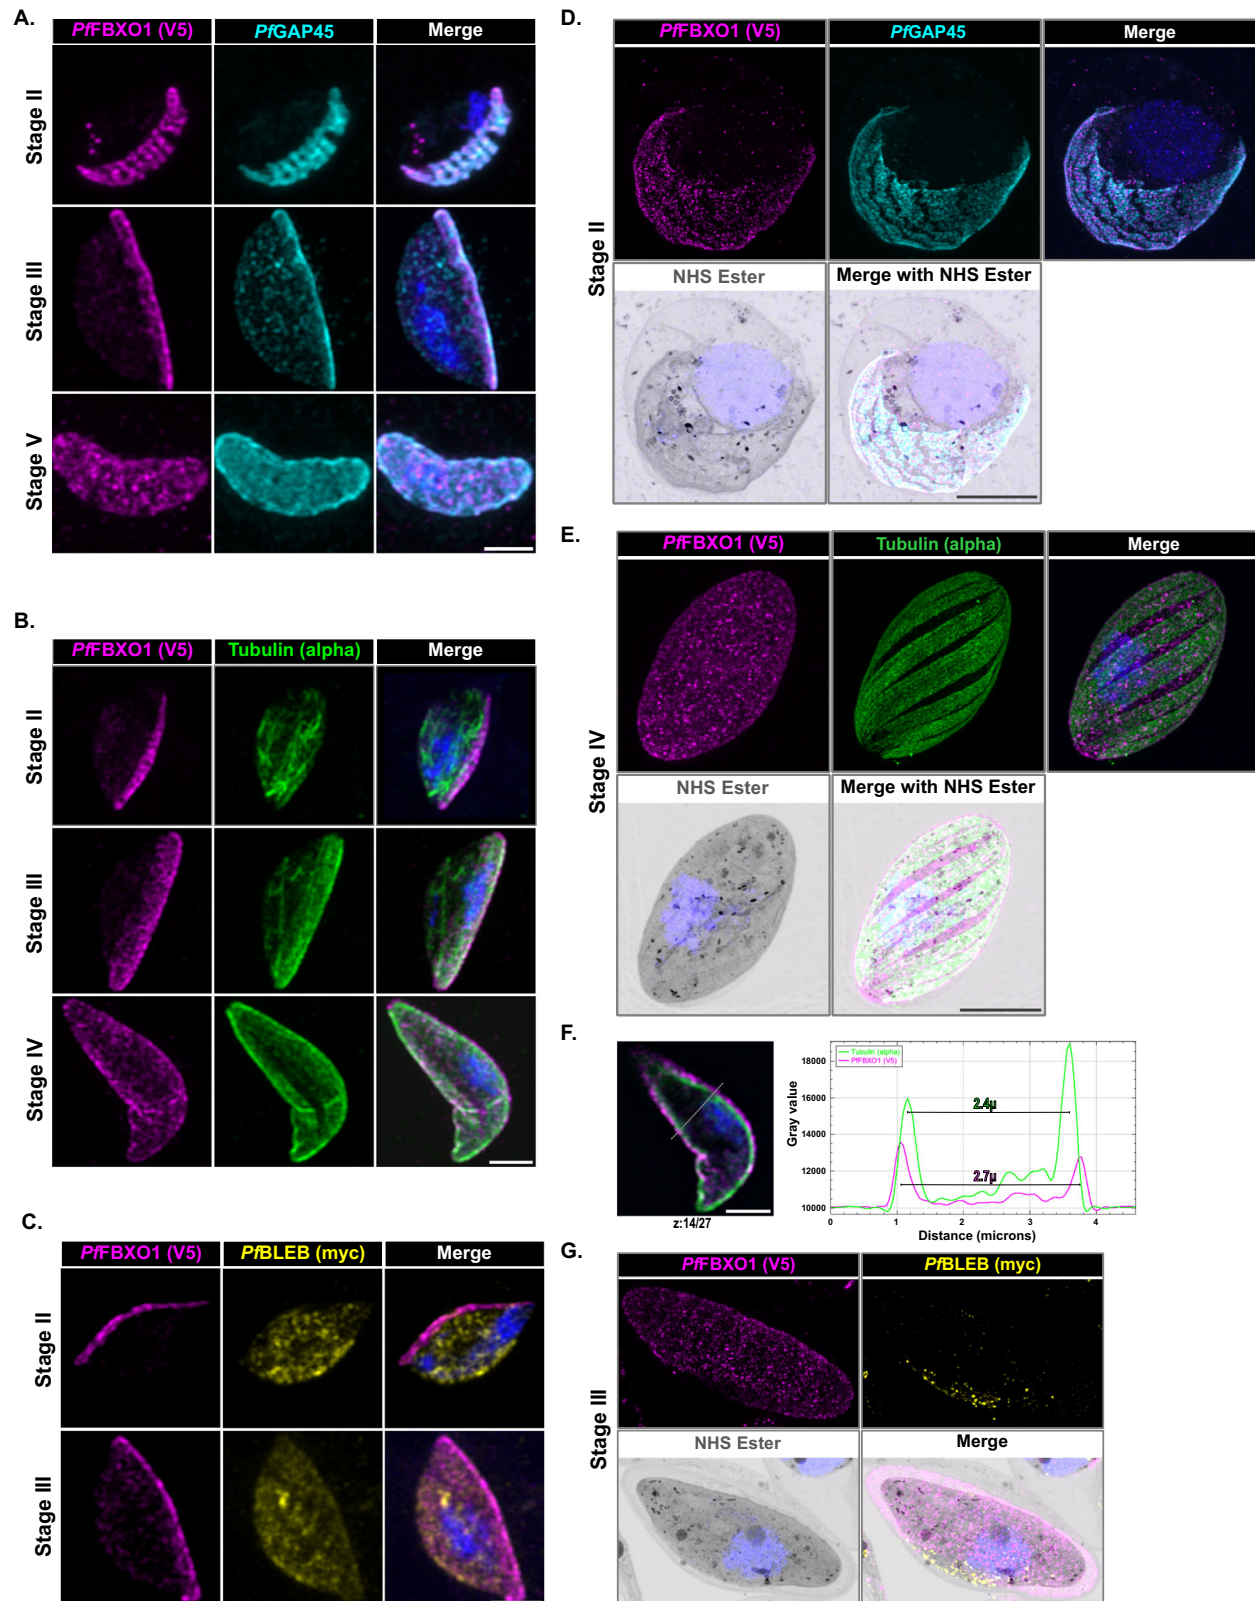 A.
PfFBXO1 (V5) PfGAP45 Merge
Stage II
Stage III
Stage V
B.
PfFBXO1 (V5) Tubulin (alpha) Merge
Stage II
Stage III
Stage IV
C.
PfFBXO1 (V5) PfBLEB (myc) Merge
Stage II
Stage III
D.
PfFBXO1 (V5) PfGAP45 Merge
Stage II
NHS Ester Merge with NHS Ester
E.
PfFBXO1 (V5) Tubulin (alpha) Merge
Stage IV
NHS Ester Merge with NHS Ester
F.
z:14/27
Tubulin (alpha)
PfFBXO1 (V5)
Gray value
18000
16000
14000
12000
10000
2.4µ
2.7µ
0 1 2 3 4
Distance (microns)
G.
PfFBXO1 (V5) PfBLEB (myc)
Stage III
NHS Ester Merge